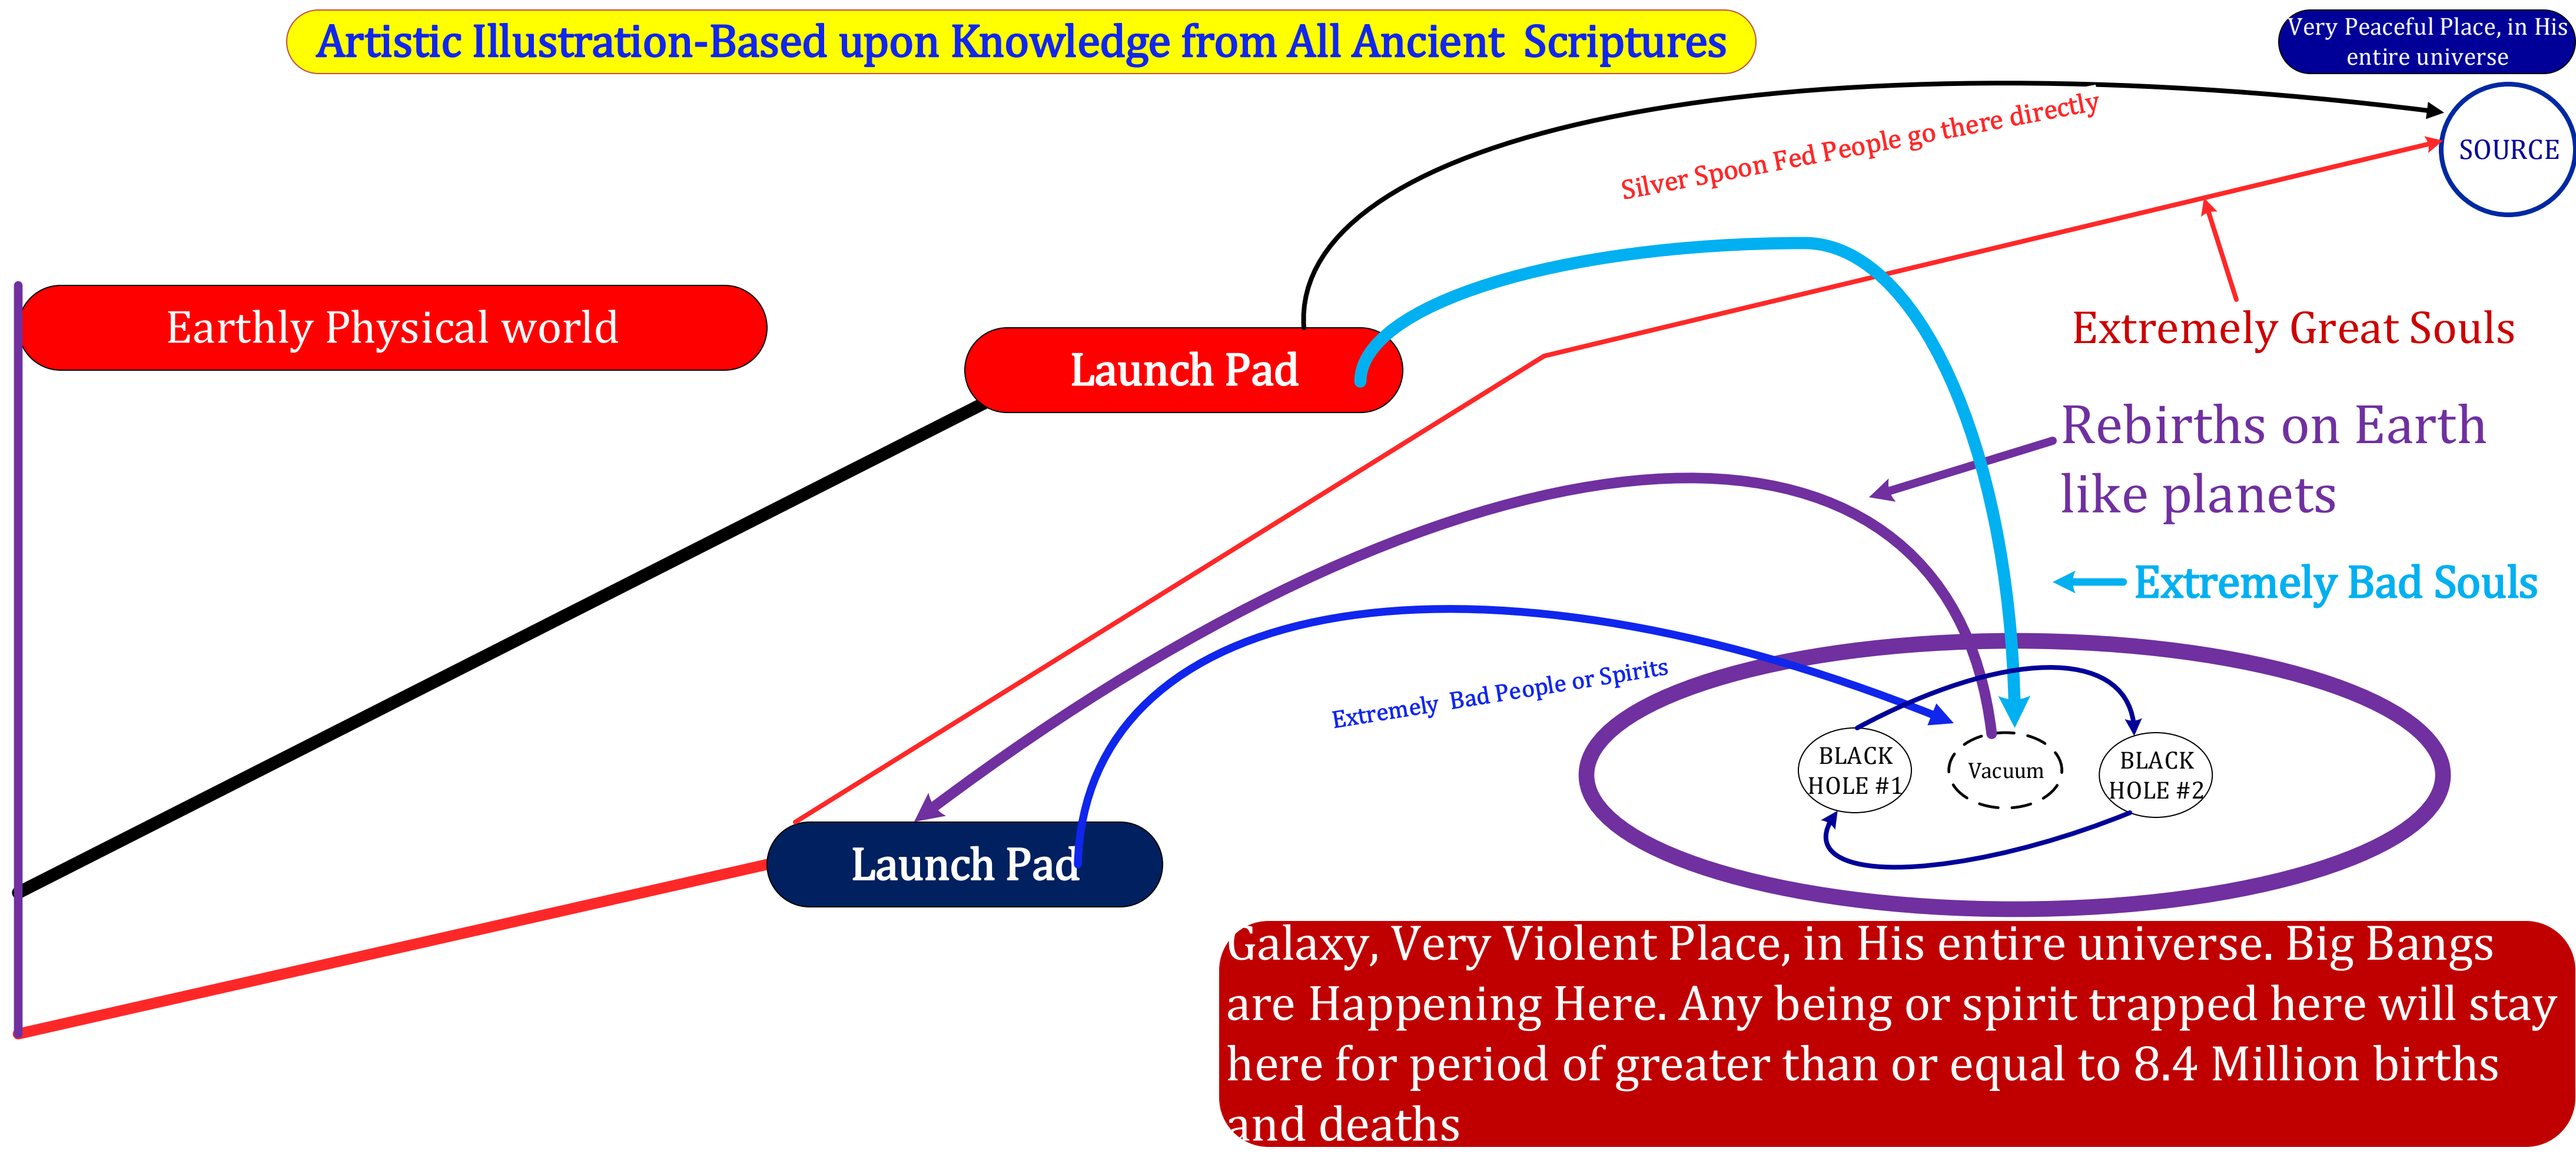 Artistic Illustration-Based upon Knowledge from All Ancient Scriptures
Very Peaceful Place, in His
entire universe
SOURCE
Silver Spoon Fed People go there directly
Earthly Physical world
Launch Pad
Extremely Great Souls
Rebirths on Earth
like planets
Extremely Bad Souls
Extremely Bad People or Spirits
BLACK
HOLE #1
Vacuum
BLACK
HOLE #2
Launch Pad
Galaxy, Very Violent Place, in His entire universe. Big Bangs
are Happening Here. Any being or spirit trapped here will stay
here for period of greater than or equal to 8.4 Million births
and deaths